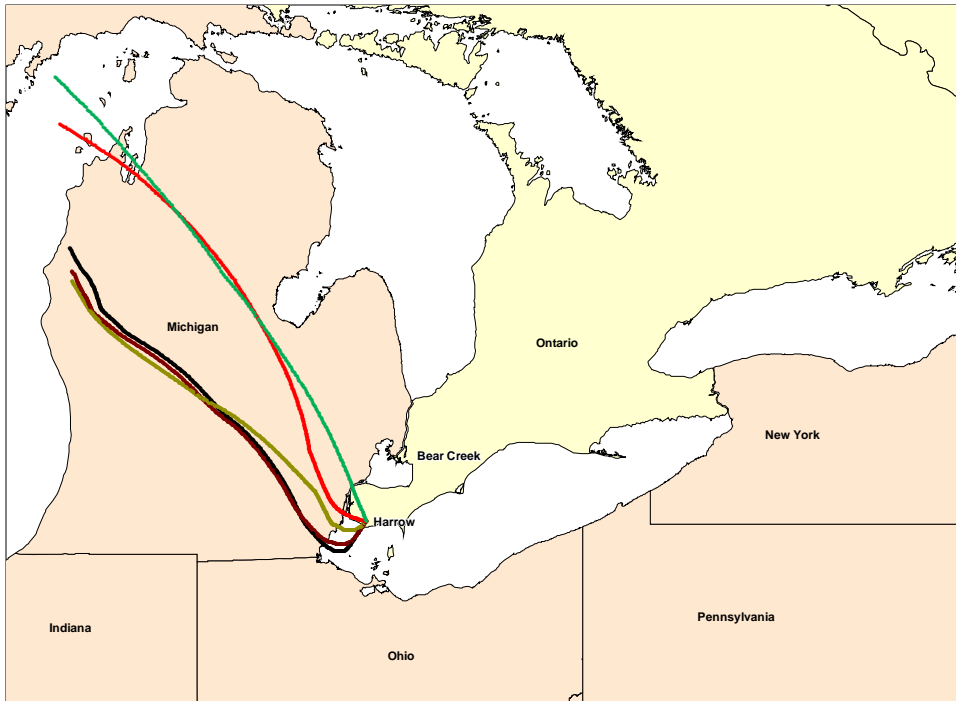 Michigan
Ontario
New York
Bear Creek
Harrow
Pennsylvania
Indiana
Ohio